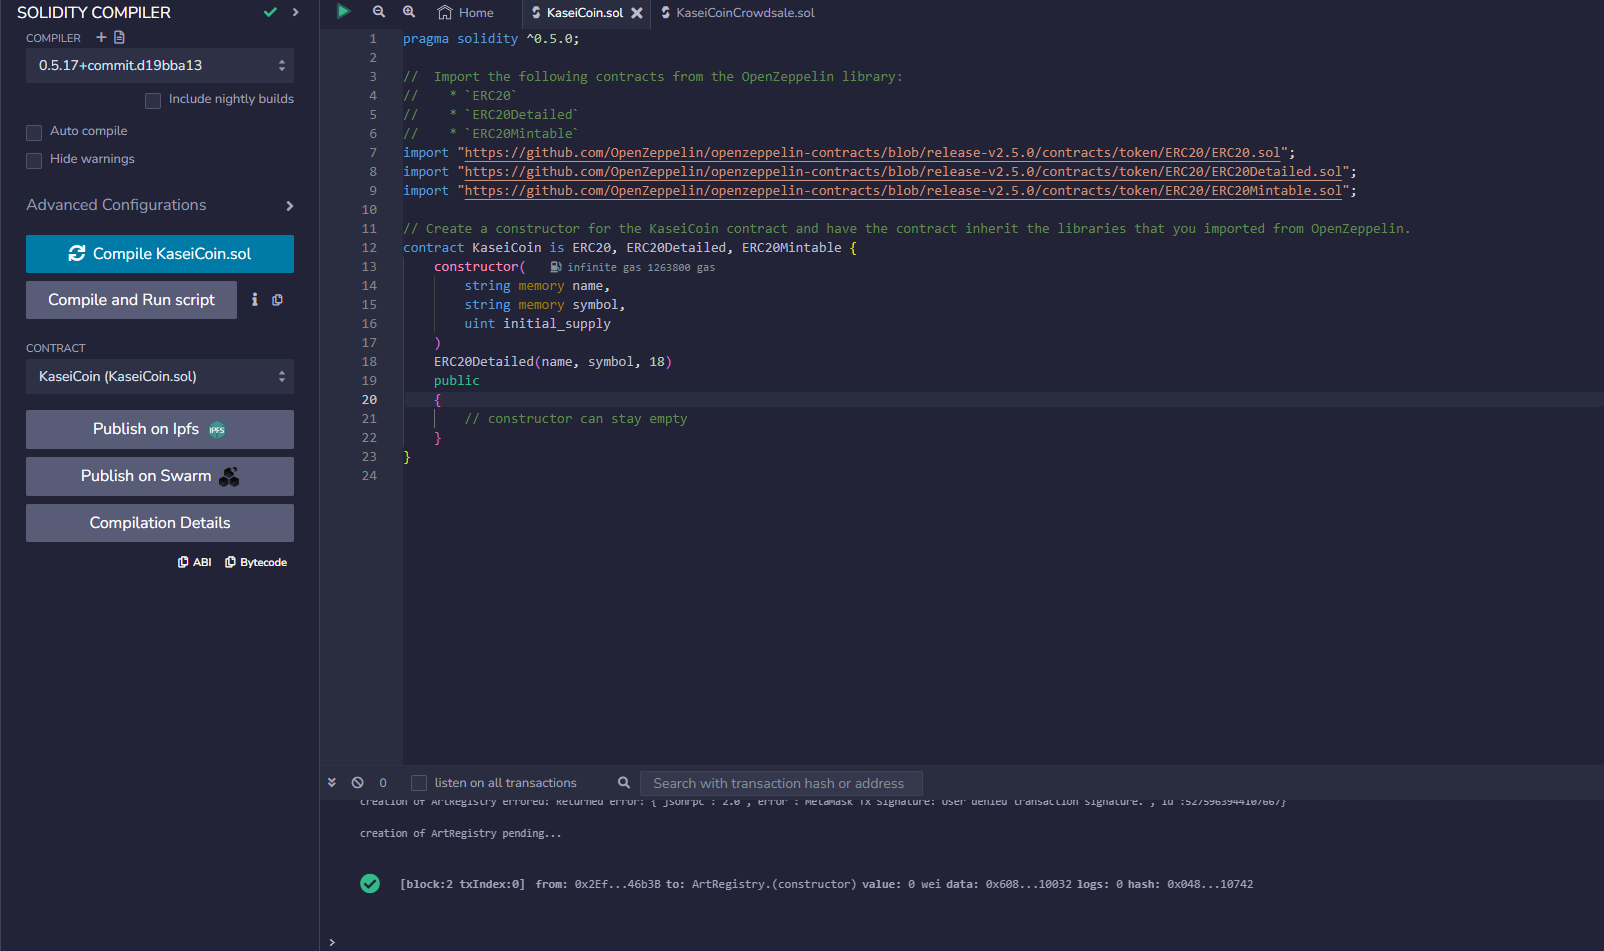 SOLIDITY COMPILER
COMPILER
0.5.17+commit.d19bba13
Include nightly builds
Auto compile
Hide warnings
Advanced Configurations
Compile KaseiCoin.sol
Compile and Run script
CONTRACT
KaseiCoin (KaseiCoin.sol)
Publish on Ipfs IPFS
Publish on Swarm
Compilation Details
ABI Bytecode
Home KaseiCoin.sol KaseiCoinCrowdsale.sol
1 pragma solidity ^0.5.0;
2
3 //  Import the following contracts from the OpenZeppelin library:
4 //    * `ERC20`
5 //    * `ERC20Detailed`
6 //    * `ERC20Mintable`
7 import "https://github.com/OpenZeppelin/openzeppelin-contracts/blob/release-v2.5.0/contracts/token/ERC20/ERC20.sol";
8 import "https://github.com/OpenZeppelin/openzeppelin-contracts/blob/release-v2.5.0/contracts/token/ERC20/ERC20Detailed.sol";
9 import "https://github.com/OpenZeppelin/openzeppelin-contracts/blob/release-v2.5.0/contracts/token/ERC20/ERC20Mintable.sol";
10
11 // Create a constructor for the KaseiCoin contract and have the contract inherit the libraries that you imported from OpenZeppelin.
12 contract KaseiCoin is ERC20, ERC20Detailed, ERC20Mintable {
13     constructor( infinite gas 1263800 gas
14         string memory name,
15         string memory symbol,
16         uint initial_supply
17     )
18     ERC20Detailed(name, symbol, 18)
19     public
20     {
21         // constructor can stay empty
22     }
23 }
24
0 listen on all transactions Search with transaction hash or address
creation of ArtRegistry errored: Returned error: {"jsonrpc":"2.0","error":"MetaMask Tx Signature: User denied transaction signature.","id":5275963944107667}
creation of ArtRegistry pending...
[block:2 txIndex:0] from: 0x2Ef...46b3B to: ArtRegistry.(constructor) value: 0 wei data: 0x608...10032 logs: 0 hash: 0x048...10742
>